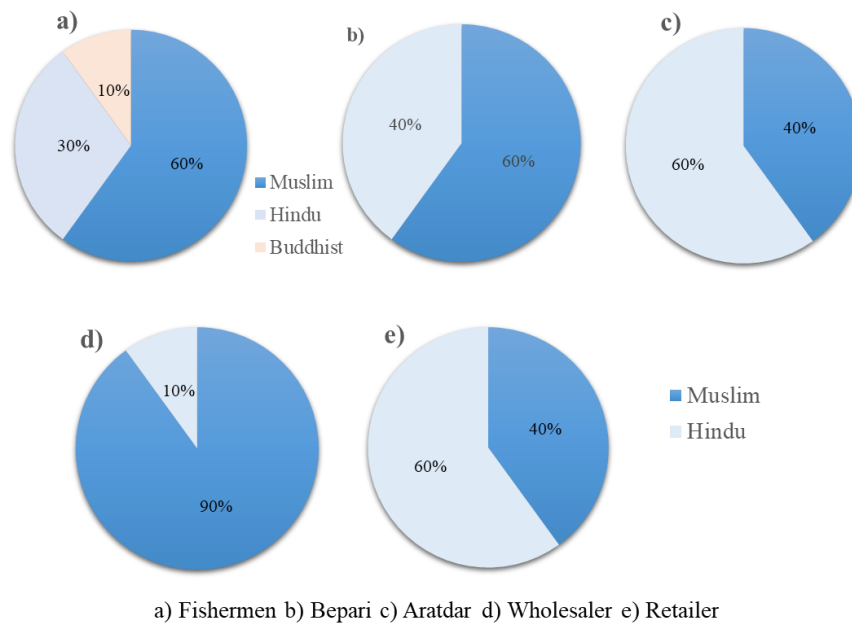 a)
10%
30%
60%
Muslim
Hindu
Buddhist
b)
40%
60%
c)
40%
60%
d)
10%
90%
e)
40%
60%
Muslim
Hindu
a) Fishermen b) Bepari c) Aratdar d) Wholesaler e) Retailer